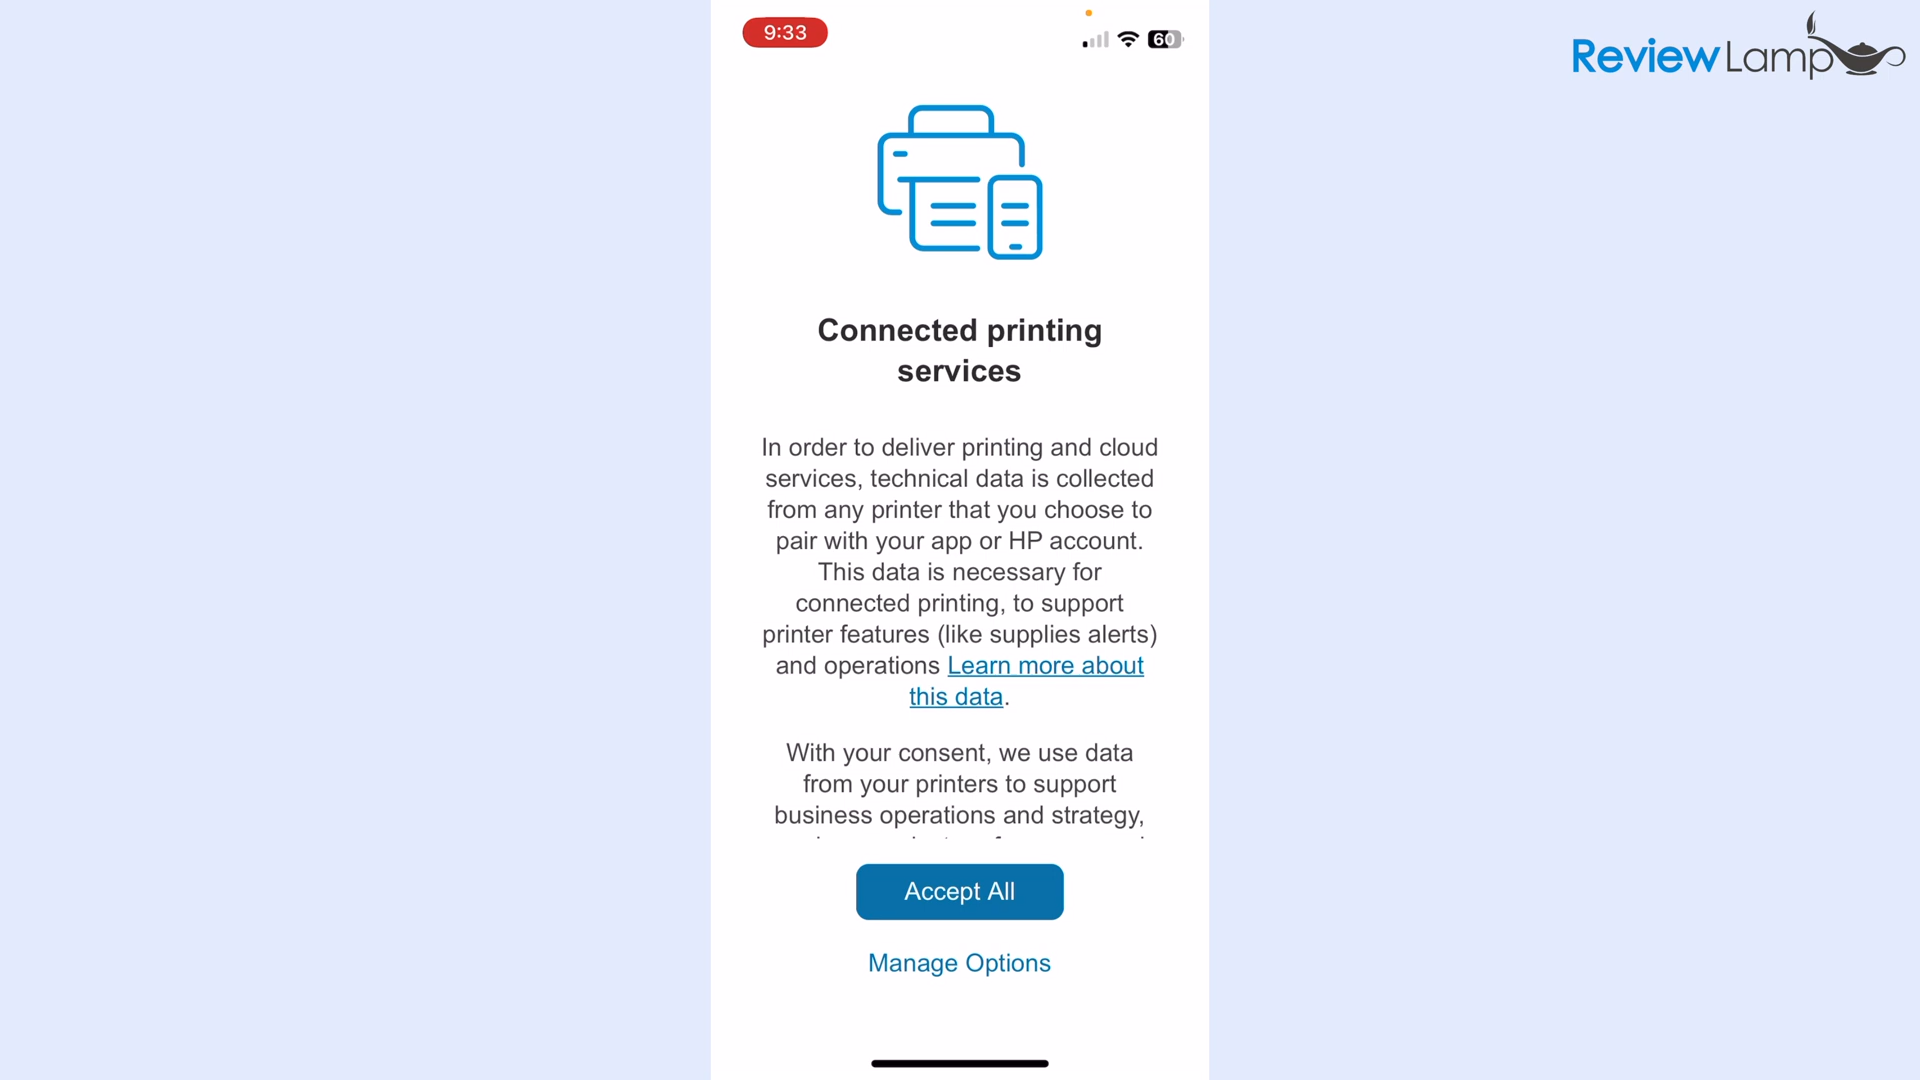 9:33
60
Review Lamp
Connected printing
services
In order to deliver printing and cloud
services, technical data is collected
from any printer that you choose to
pair with your app or HP account.
This data is necessary for
connected printing, to support
printer features (like supplies alerts)
and operations Learn more about
this data.
With your consent, we use data
from your printers to support
business operations and strategy,
Accept All
Manage Options